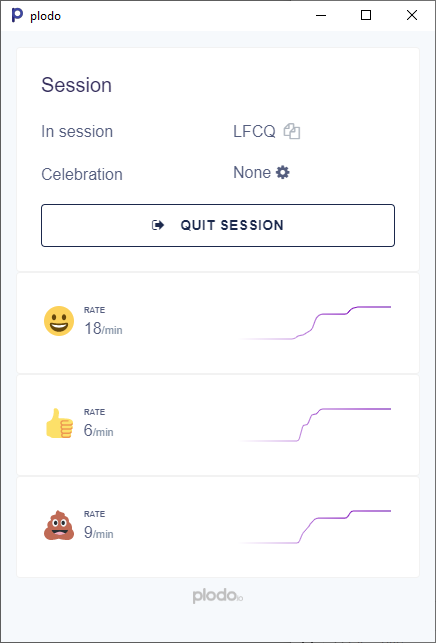 plodo
Session
In session LFCQ
Celebration None
QUIT SESSION
RATE
18/min
RATE
6/min
RATE
9/min
plodo.io